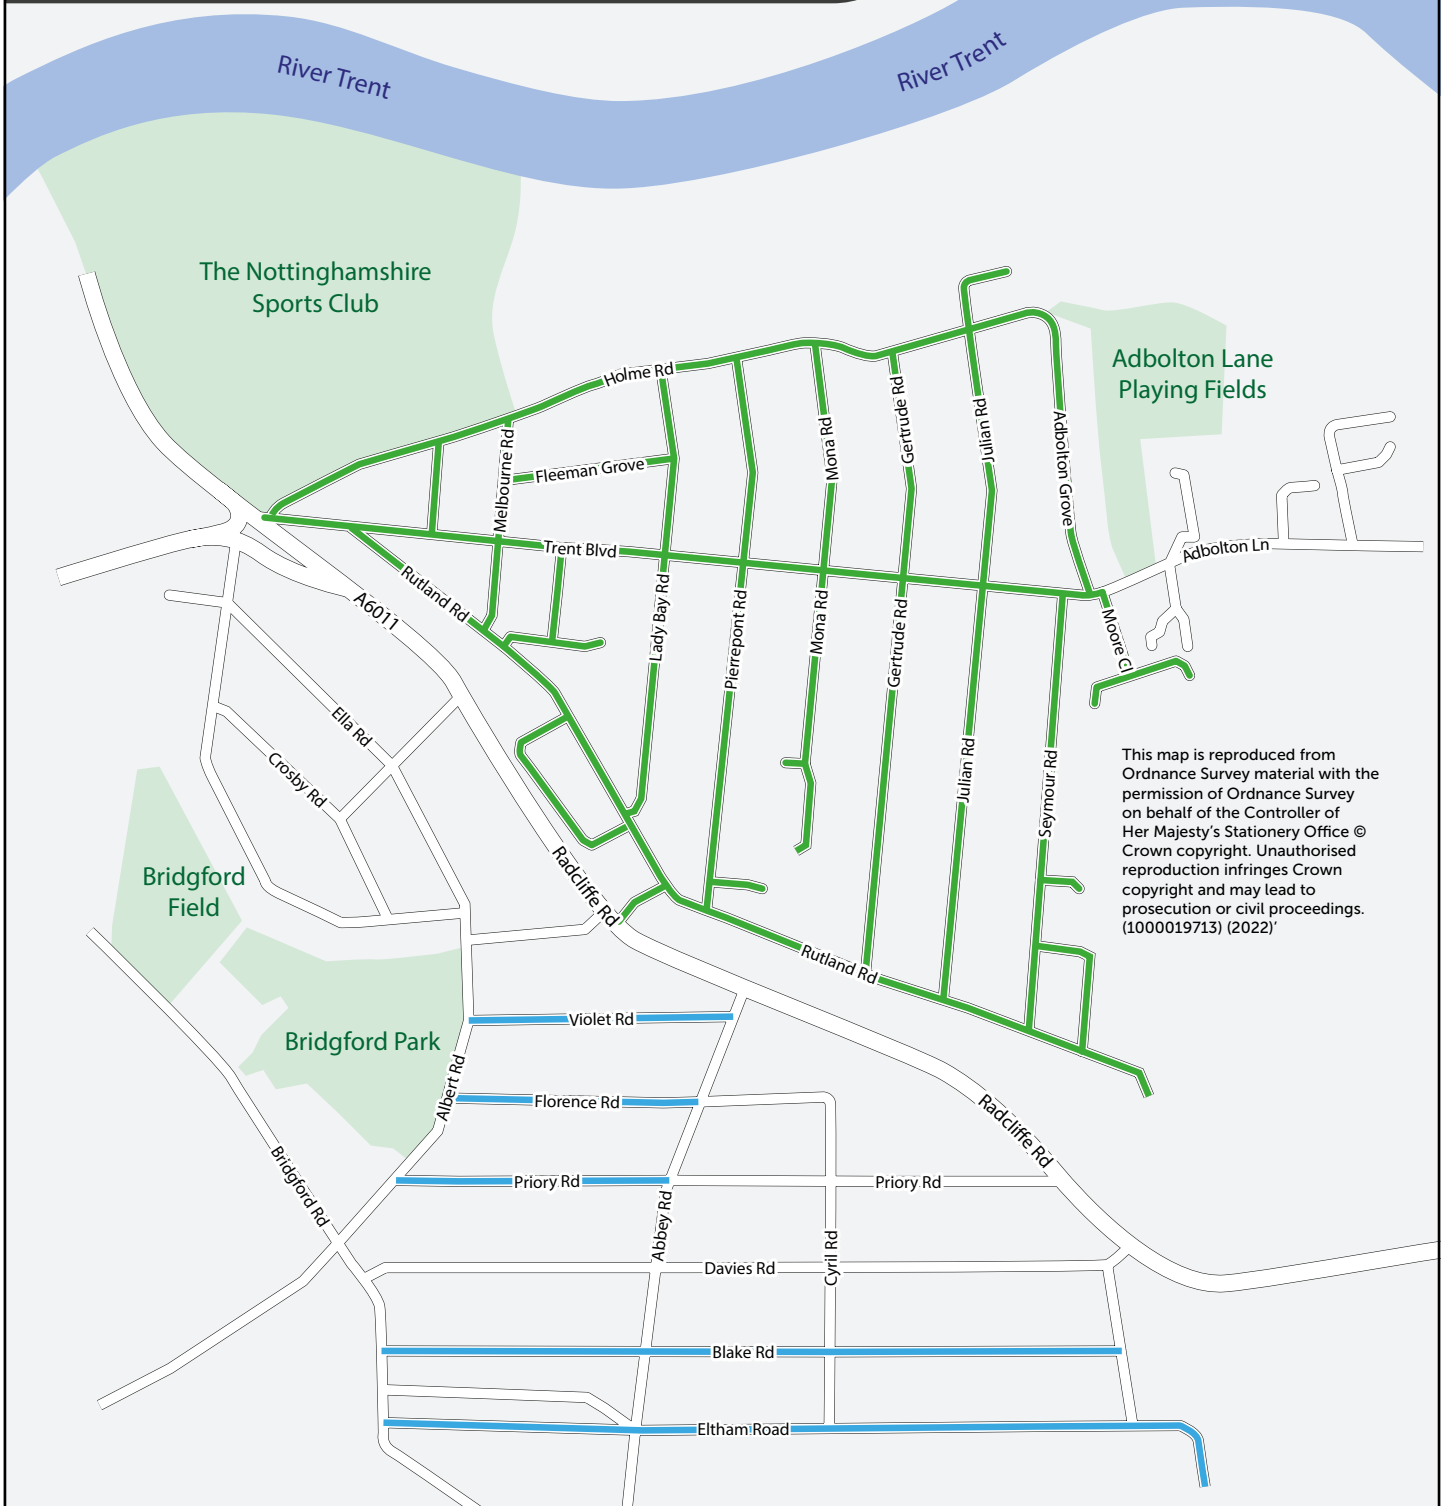 River Trent
River Trent
The Nottinghamshire
Sports Club
Adbolton Lane
Playing Fields
Holme Rd
Melbourne Rd
Fleeman Grove
Mona Rd
Gertrude Rd
Julian Rd
Adbolton Grove
Trent Blvd
Adbolton Ln
Rutland Rd
A6011
Lady Bay Rd
Pierrepont Rd
Mona Rd
Gertrude Rd
Moore Cl
Ella Rd
Crosby Rd
Julian Rd
Seymour Rd
This map is reproduced from
Ordnance Survey material with the
permission of Ordnance Survey
on behalf of the Controller of
Her Majesty's Stationery Office ©
Crown copyright. Unauthorised
reproduction infringes Crown
copyright and may lead to
prosecution or civil proceedings.
(1000019713) (2022)'
Bridgford
Field
Radcliffe Rd
Rutland Rd
Bridgford Park
Violet Rd
Albert Rd
Florence Rd
Radcliffe Rd
Bridgford Rd
Priory Rd
Priory Rd
Abbey Rd
Cyril Rd
Davies Rd
Blake Rd
Eltham Road